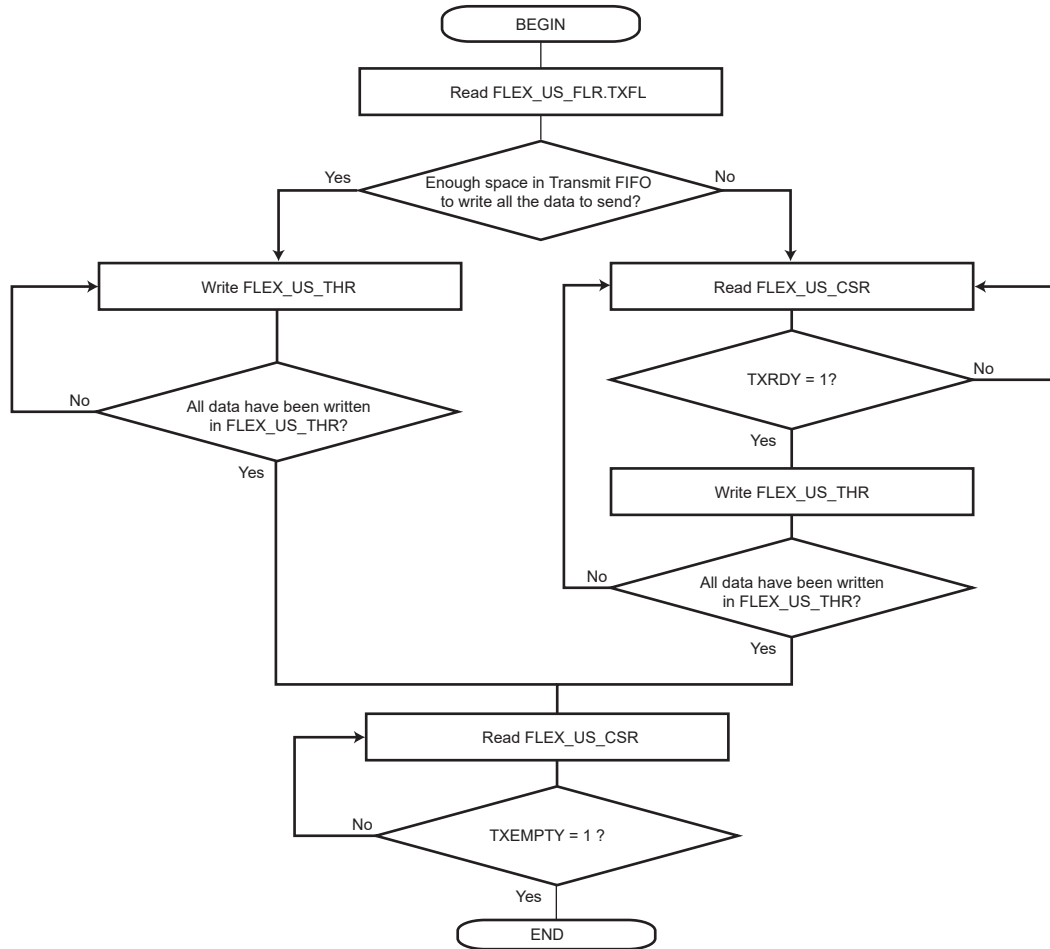 BEGIN
Read FLEX_US_FLR.TXFL
Yes
Enough space in Transmit FIFO
to write all the data to send?
No
Write FLEX_US_THR
Read FLEX_US_CSR
TXRDY = 1?
No
No
All data have been written
in FLEX_US_THR?
Yes
Yes
Write FLEX_US_THR
No
All data have been written
in FLEX_US_THR?
Yes
Read FLEX_US_CSR
No
TXEMPTY = 1 ?
Yes
END